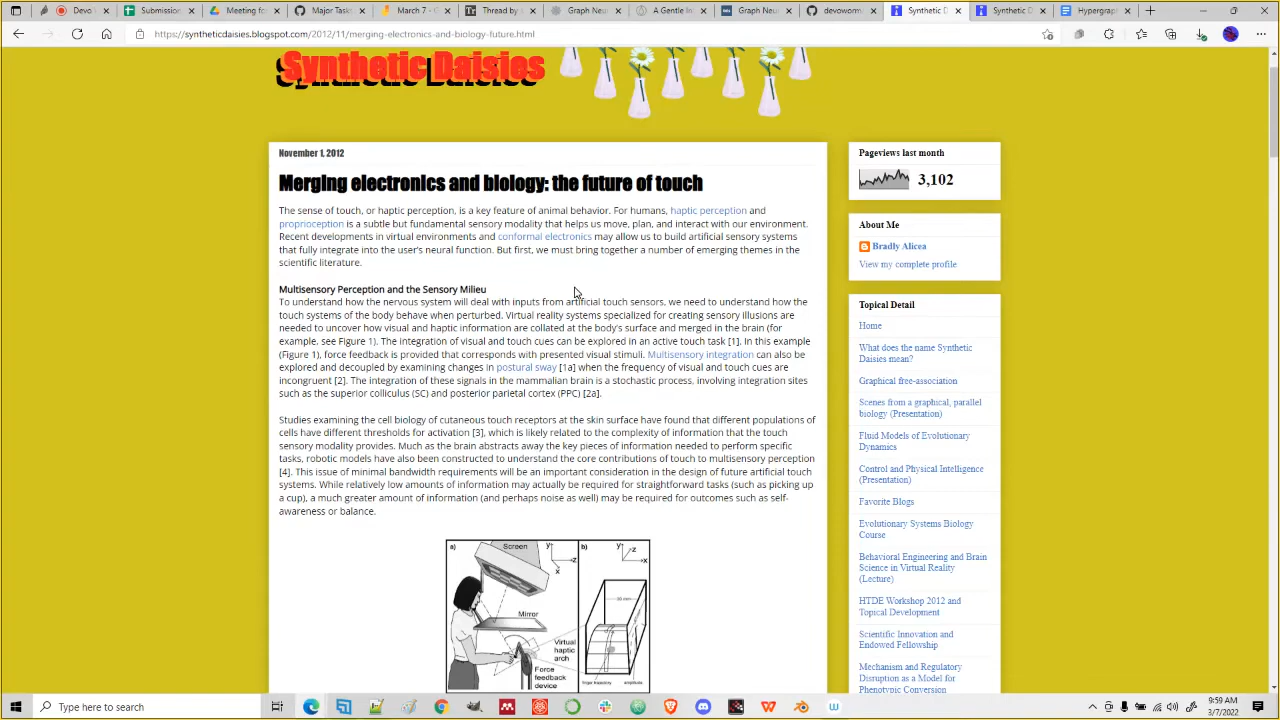 Devo
Submission
Meeting fo
Major Tasks
March 7 -
Thread by
Graph Neu
A Gentle I
Graph Neu
devoworm
Synthetic D
Synthetic D
Hypergrap
https://syntheticdaisies.blogspot.com/2012/11/merging-electronics-and-biology-future.html
Synthetic Daisies
November 1, 2012
Merging electronics and biology: the future of touch
The sense of touch, or haptic perception, is a key feature of animal behavior. For humans, haptic perception and
proprioception is a subtle but fundamental sensory modality that helps us move, plan, and interact with our environment.
Recent developments in virtual environments and conformal electronics may allow us to build artificial sensory systems
that fully integrate into the user's neural function. But first, we must bring together a number of emerging themes in the
scientific literature.
Multisensory Perception and the Sensory Milieu
To understand how the nervous system will deal with inputs from artificial touch sensors, we need to understand how the
touch systems of the body behave when perturbed. Virtual reality systems specialized for creating sensory illusions are
needed to uncover how visual and haptic information are collated at the body's surface and merged in the brain (for
example, see Figure 1). The integration of visual and touch cues can be explored in an active touch task [1]. In this example
(Figure 1), force feedback is provided that corresponds with presented visual stimuli. Multisensory integration can also be
explored and decoupled by examining changes in postural sway [1a] when the frequency of visual and touch cues are
incongruent [2]. The integration of these signals in the mammalian brain is a stochastic process, involving integration sites
such as the superior colliculus (SC) and posterior parietal cortex (PPC) [2a].
Studies examining the cell biology of cutaneous touch receptors at the skin surface have found that different populations of
cells have different thresholds for activation [3], which is likely related to the complexity of information that the touch
sensory modality provides. Much as the brain abstracts away the key pieces of information needed to perform specific
tasks, robotic models have also been constructed to understand the core contributions of touch to multisensory perception
[4]. This issue of minimal bandwidth requirements will be an important consideration in the design of future artificial touch
systems. While relatively low amounts of information may actually be required for straightforward tasks (such as picking up
a cup), a much greater amount of information (and perhaps noise as well) may be required for outcomes such as self-
awareness or balance.
a)
Screen
y
z
x
Mirror
Virtual
haptic
arch
Force
feedback
device
b)
y
z
x
amplitude
Pageviews last month
3,102
About Me
Bradly Alicea
View my complete profile
Topical Detail
Home
What does the name Synthetic
Daisies mean?
Graphical free-association
Scenes from a graphical, parallel
biology (Presentation)
Fluid Models of Evolutionary
Dynamics
Control and Physical Intelligence
(Presentation)
Favorite Blogs
Evolutionary Systems Biology
Course
Behavioral Engineering and Brain
Science in Virtual Reality
(Lecture)
HTDE Workshop 2012 and
Topical Development
Scientific Innovation and
Endowed Fellowship
Mechanism and Regulatory
Disruption as a Model for
Phenotypic Conversion
Type here to search
9:59 AM
3/7/2022